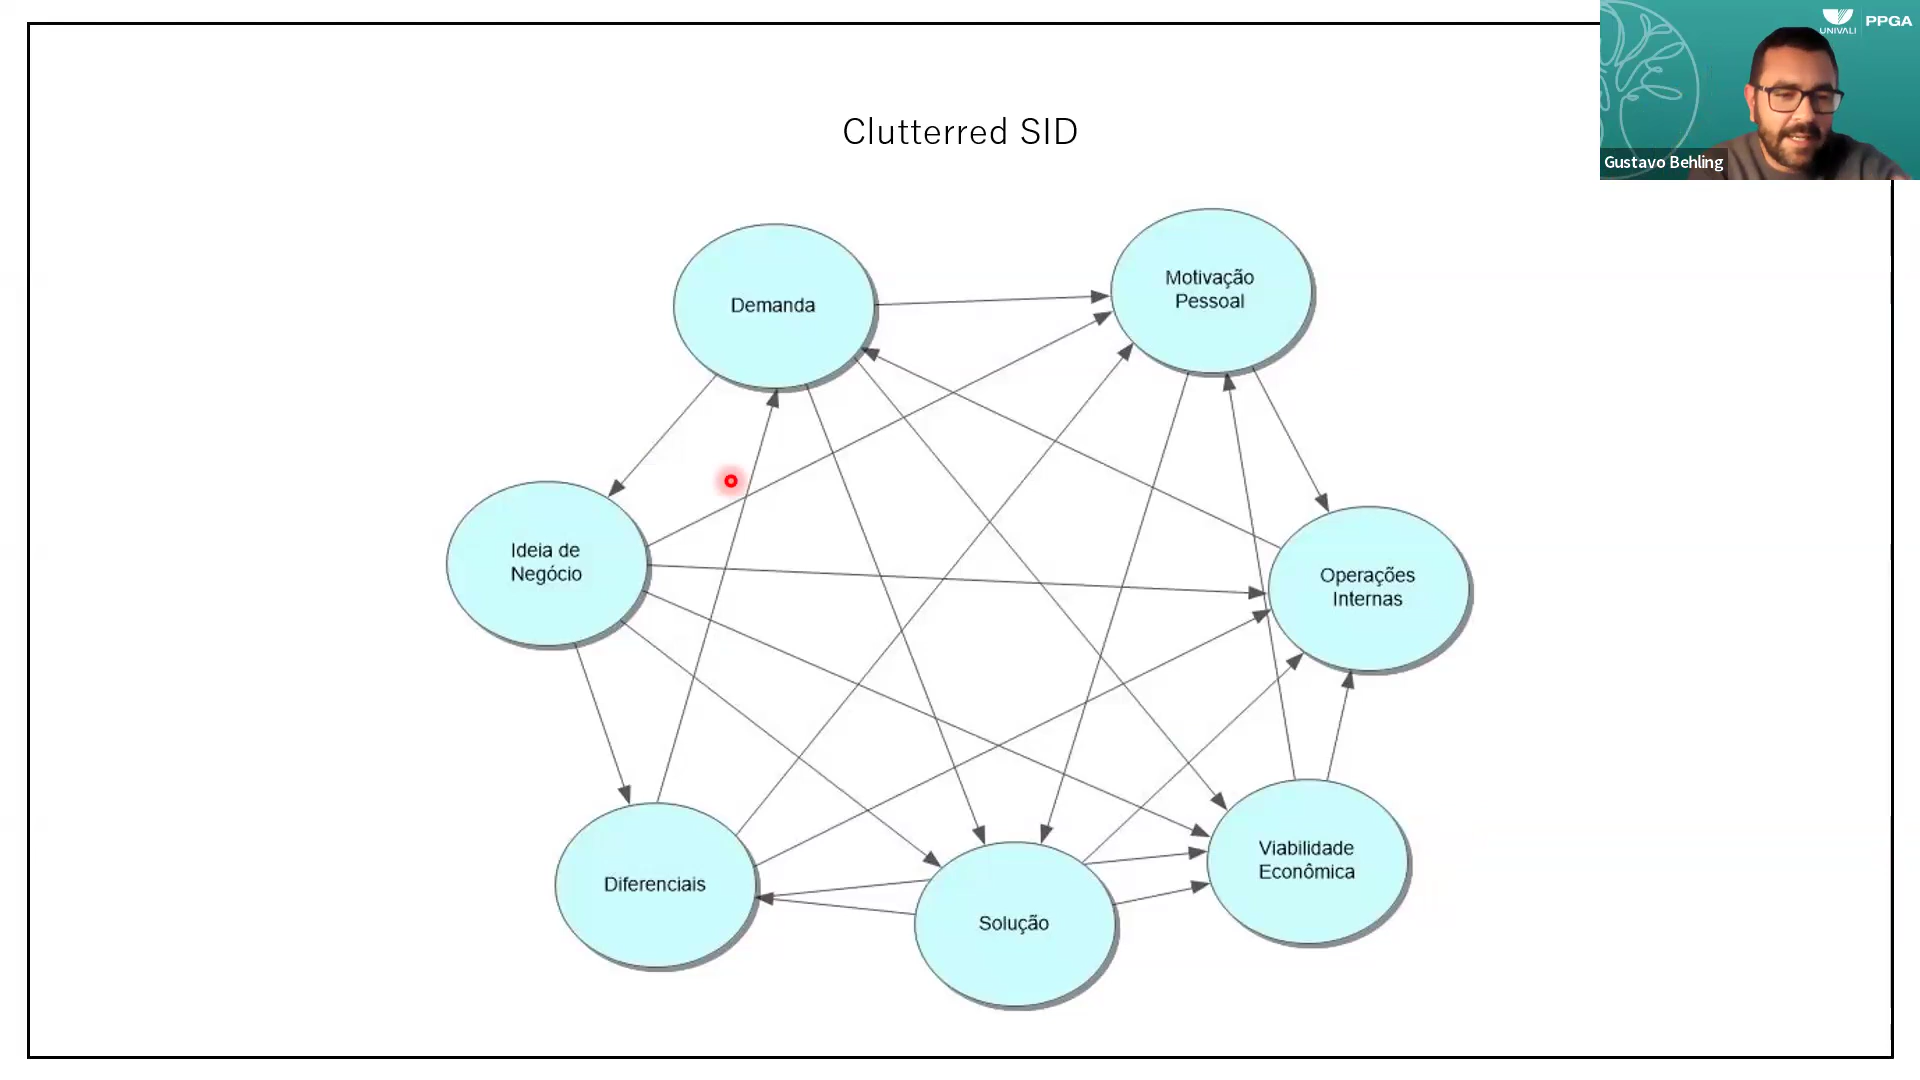 UNIVALI
PPGA
Gustavo Behling
Clutterred SID
Demanda
Motivação
Pessoal
Ideia de
Negócio
Operações
Internas
Diferenciais
Solução
Viabilidade
Econômica